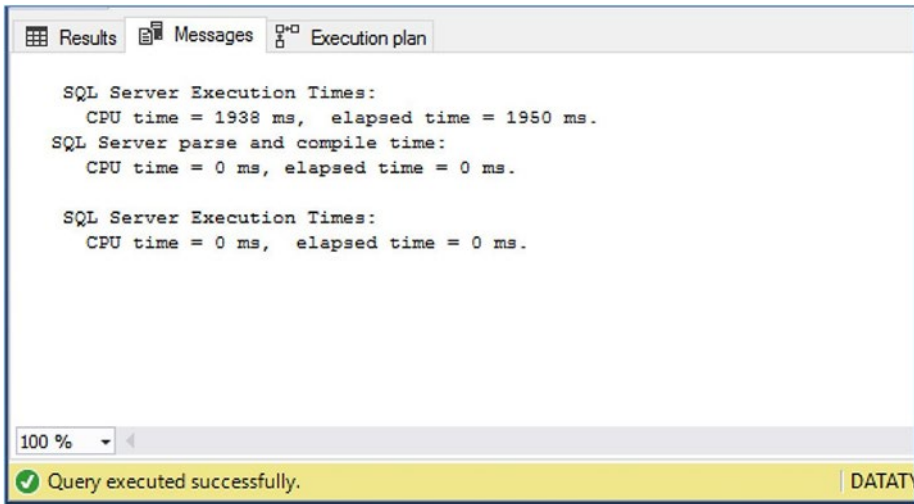 Results Messages Execution plan
SQL Server Execution Times:
CPU time = 1938 ms,  elapsed time = 1950 ms.
SQL Server parse and compile time:
CPU time = 0 ms, elapsed time = 0 ms.
SQL Server Execution Times:
CPU time = 0 ms,  elapsed time = 0 ms.
100 %
Query executed successfully. DATATY